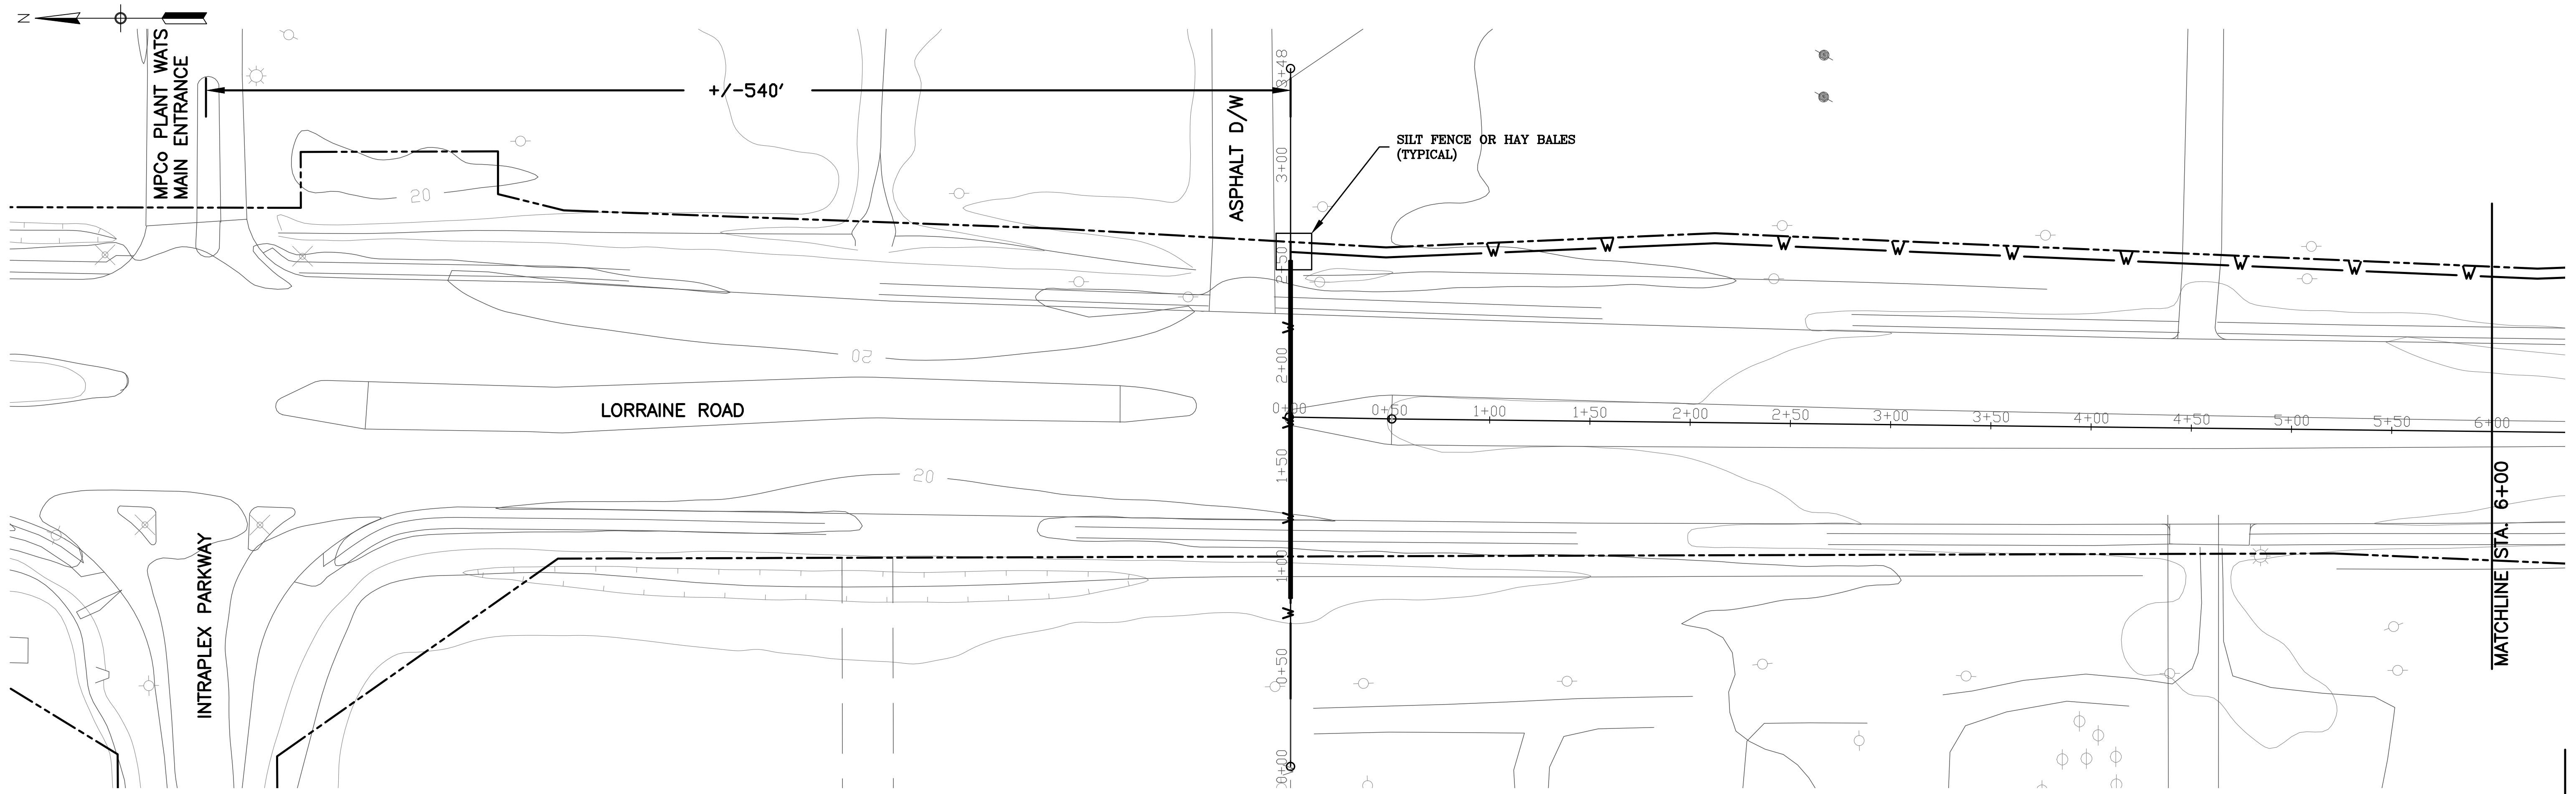 N
MPCo PLANT WATS
MAIN ENTRANCE
+/-540'
ASPHALT D/W
SILT FENCE OR HAY BALES
(TYPICAL)
20
20
LORRAINE ROAD
20
INTRAPLEX PARKWAY
3+48
3+00
2+50
2+00
1+50
1+00
0+50
0+00
0+00
0+50
1+00
1+50
2+00
2+50
3+00
3+50
4+00
4+50
5+00
5+50
6+00
W
W
W
W
W
W
W
W
W
W
W
W
W
MATCHLINE STA. 6+00